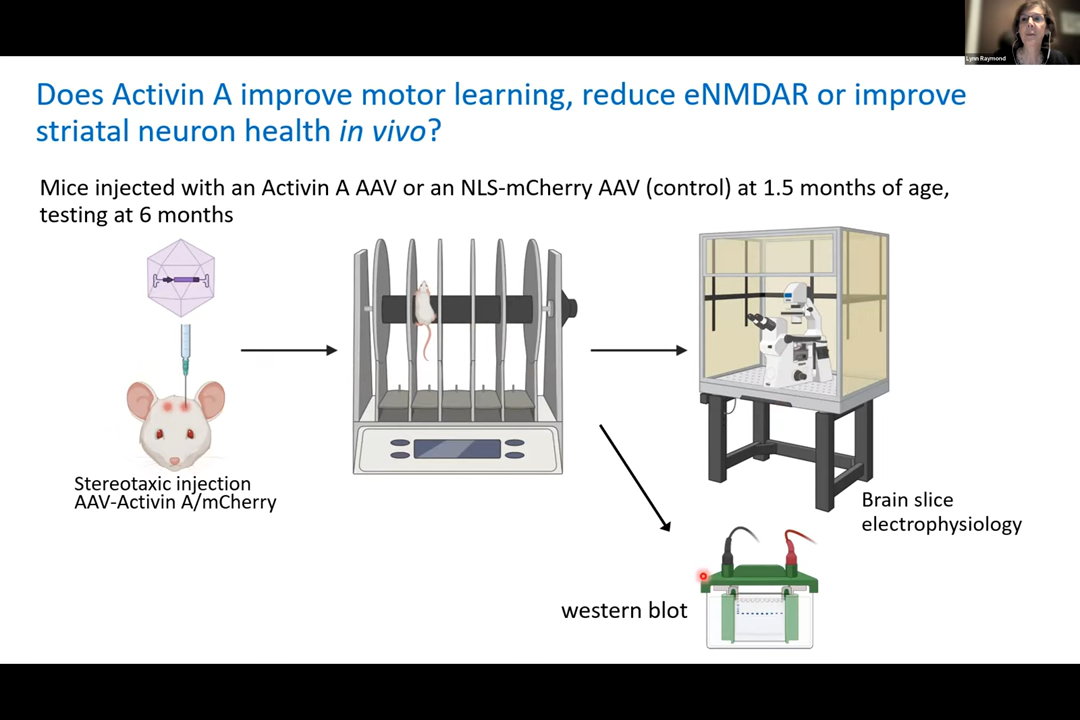 Lynn Raymond
Does Activin A improve motor learning, reduce eNMDAR or improve
striatal neuron health in vivo?
Mice injected with an Activin A AAV or an NLS-mCherry AAV (control) at 1.5 months of age,
testing at 6 months
Stereotaxic injection
AAV-Activin A/mCherry
Brain slice
electrophysiology
western blot